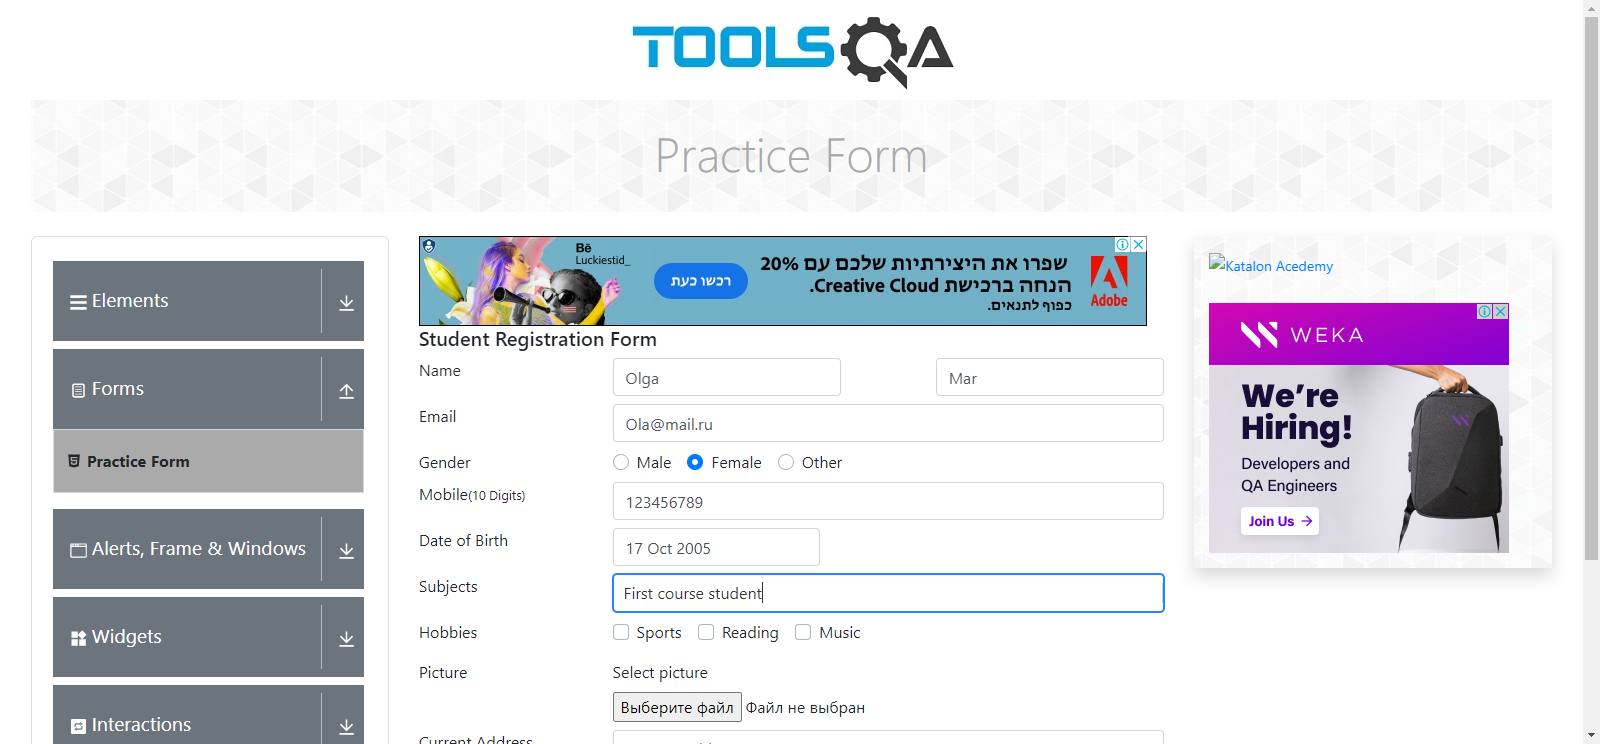 TOOLSQA
Practice Form
Elements
Forms
Practice Form
Alerts, Frame & Windows
Widgets
Interactions
Bē
Luckiestid_
רכשו כעת
שפרו את היצירתיות שלכם עם 20%
הנחה ברכישת Creative Cloud.
כפוף לתנאים.
Adobe
Student Registration Form
Name
Olga
Mar
Email
Ola@mail.ru
Gender
Male
Female
Other
Mobile(10 Digits)
123456789
Date of Birth
17 Oct 2005
Subjects
First course student
Hobbies
Sports
Reading
Music
Picture
Select picture
Выберите файл
Файл не выбран
Current Address
Katalon Acedemy
WEKA
We're
Hiring!
Developers and
QA Engineers
Join Us →